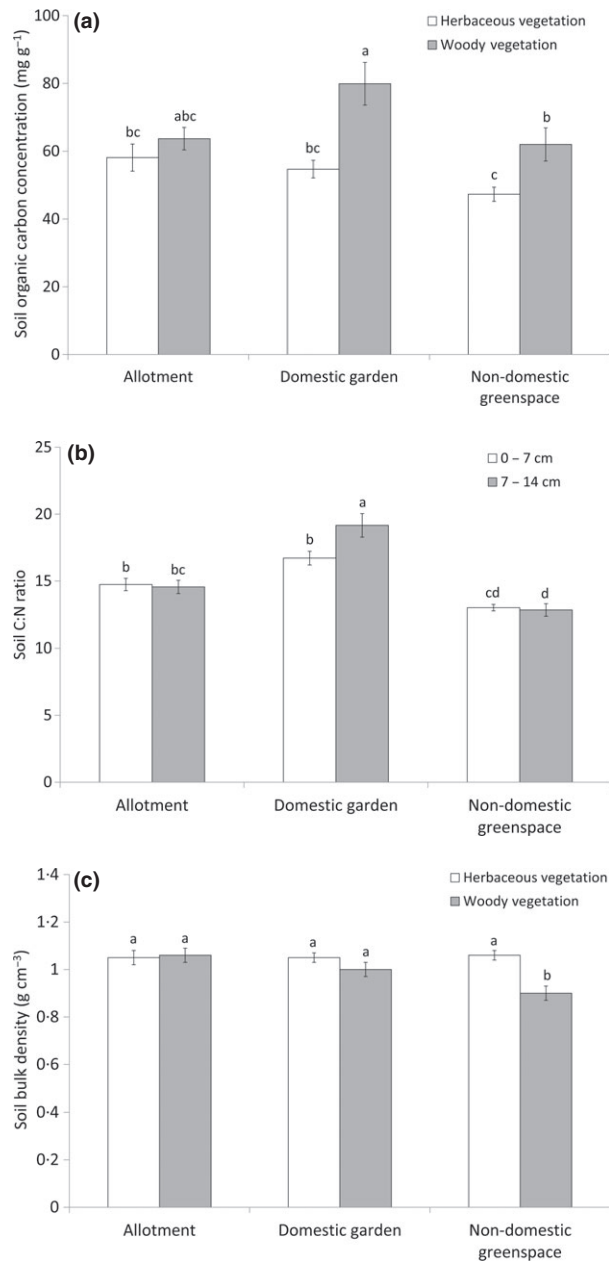 (a)
Herbaceous vegetation
Woody vegetation
Soil organic carbon concentration (mg g⁻¹)
100
80
60
40
20
0
bc
abc
bc
a
c
b
Allotment
Domestic garden
Non-domestic
greenspace
(b)
0 – 7 cm
7 – 14 cm
Soil C:N ratio
25
20
15
10
5
0
b
bc
b
a
cd
d
Allotment
Domestic garden
Non-domestic
greenspace
(c)
Herbaceous vegetation
Woody vegetation
Soil bulk density (g cm⁻³)
1·4
1·2
1
0·8
0·6
0·4
0·2
0
a
a
a
a
a
b
Allotment
Domestic garden
Non-domestic
greenspace